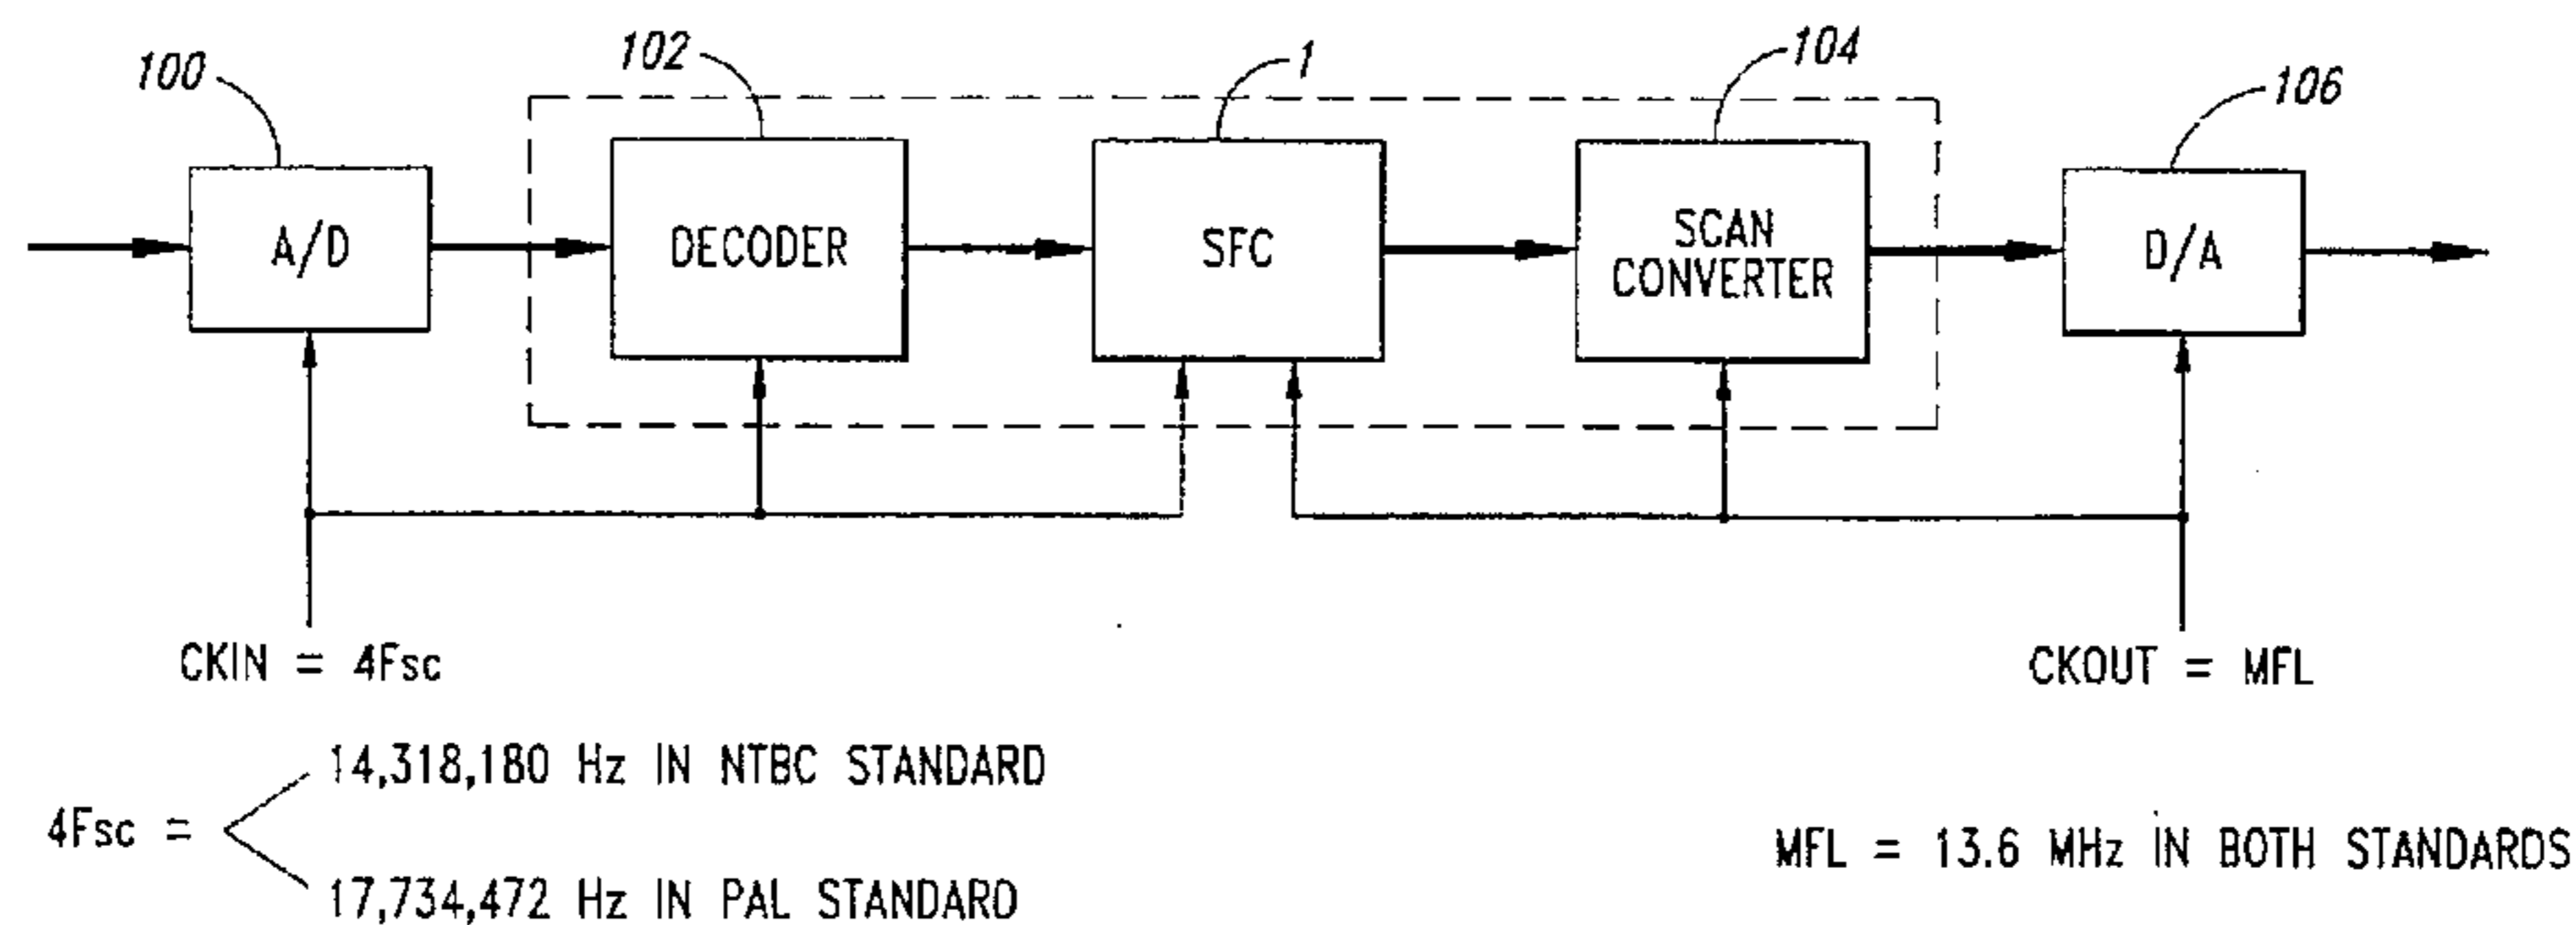 100
102
1
104
106
A/D
DECODER
SFC
SCAN
CONVERTER
D/A
CKIN = 4Fsc
CKOUT = MFL
4Fsc =
14,318,180 Hz IN NTBC STANDARD
17,734,472 Hz IN PAL STANDARD
MFL = 13.6 MHz IN BOTH STANDARDS